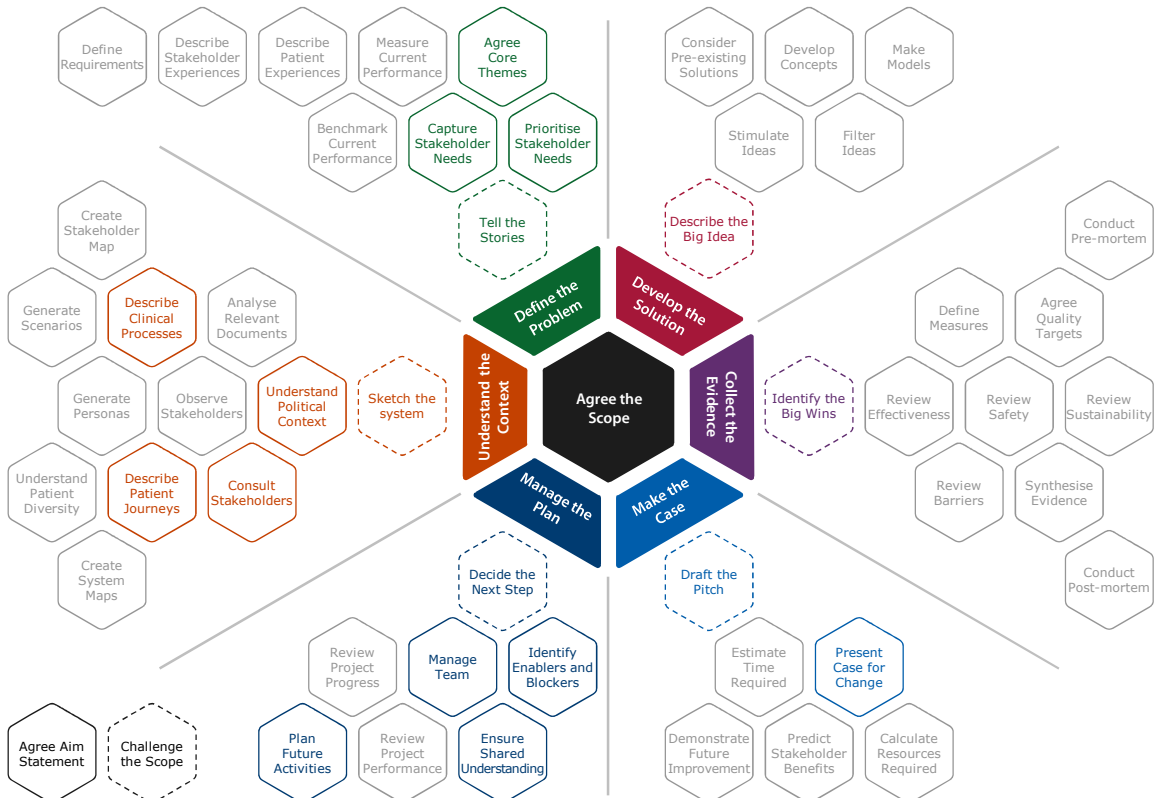 Define
Requirements
Describe
Stakeholder
Experiences
Describe
Patient
Experiences
Measure
Current
Performance
Agree
Core
Themes
Benchmark
Current
Performance
Capture
Stakeholder
Needs
Prioritise
Stakeholder
Needs
Tell the
Stories
Consider
Pre-existing
Solutions
Develop
Concepts
Make
Models
Stimulate
Ideas
Filter
Ideas
Describe the
Big Idea
Create
Stakeholder
Map
Generate
Scenarios
Describe
Clinical
Processes
Analyse
Relevant
Documents
Generate
Personas
Observe
Stakeholders
Understand
Political
Context
Sketch the
system
Understand
Patient
Diversity
Describe
Patient
Journeys
Consult
Stakeholders
Create
System
Maps
Define the
Problem
Develop the
Solution
Understand the
Context
Agree the
Scope
Collect the
Evidence
Manage the
Plan
Make the
Case
Conduct
Pre-mortem
Define
Measures
Agree
Quality
Targets
Identify the
Big Wins
Review
Effectiveness
Review
Safety
Review
Sustainability
Review
Barriers
Synthesise
Evidence
Conduct
Post-mortem
Decide the
Next Step
Review
Project
Progress
Manage
Team
Identify
Enablers and
Blockers
Plan
Future
Activities
Review
Project
Performance
Ensure
Shared
Understanding
Draft the
Pitch
Estimate
Time
Required
Present
Case for
Change
Demonstrate
Future
Improvement
Predict
Stakeholder
Benefits
Calculate
Resources
Required
Agree Aim
Statement
Challenge
the Scope